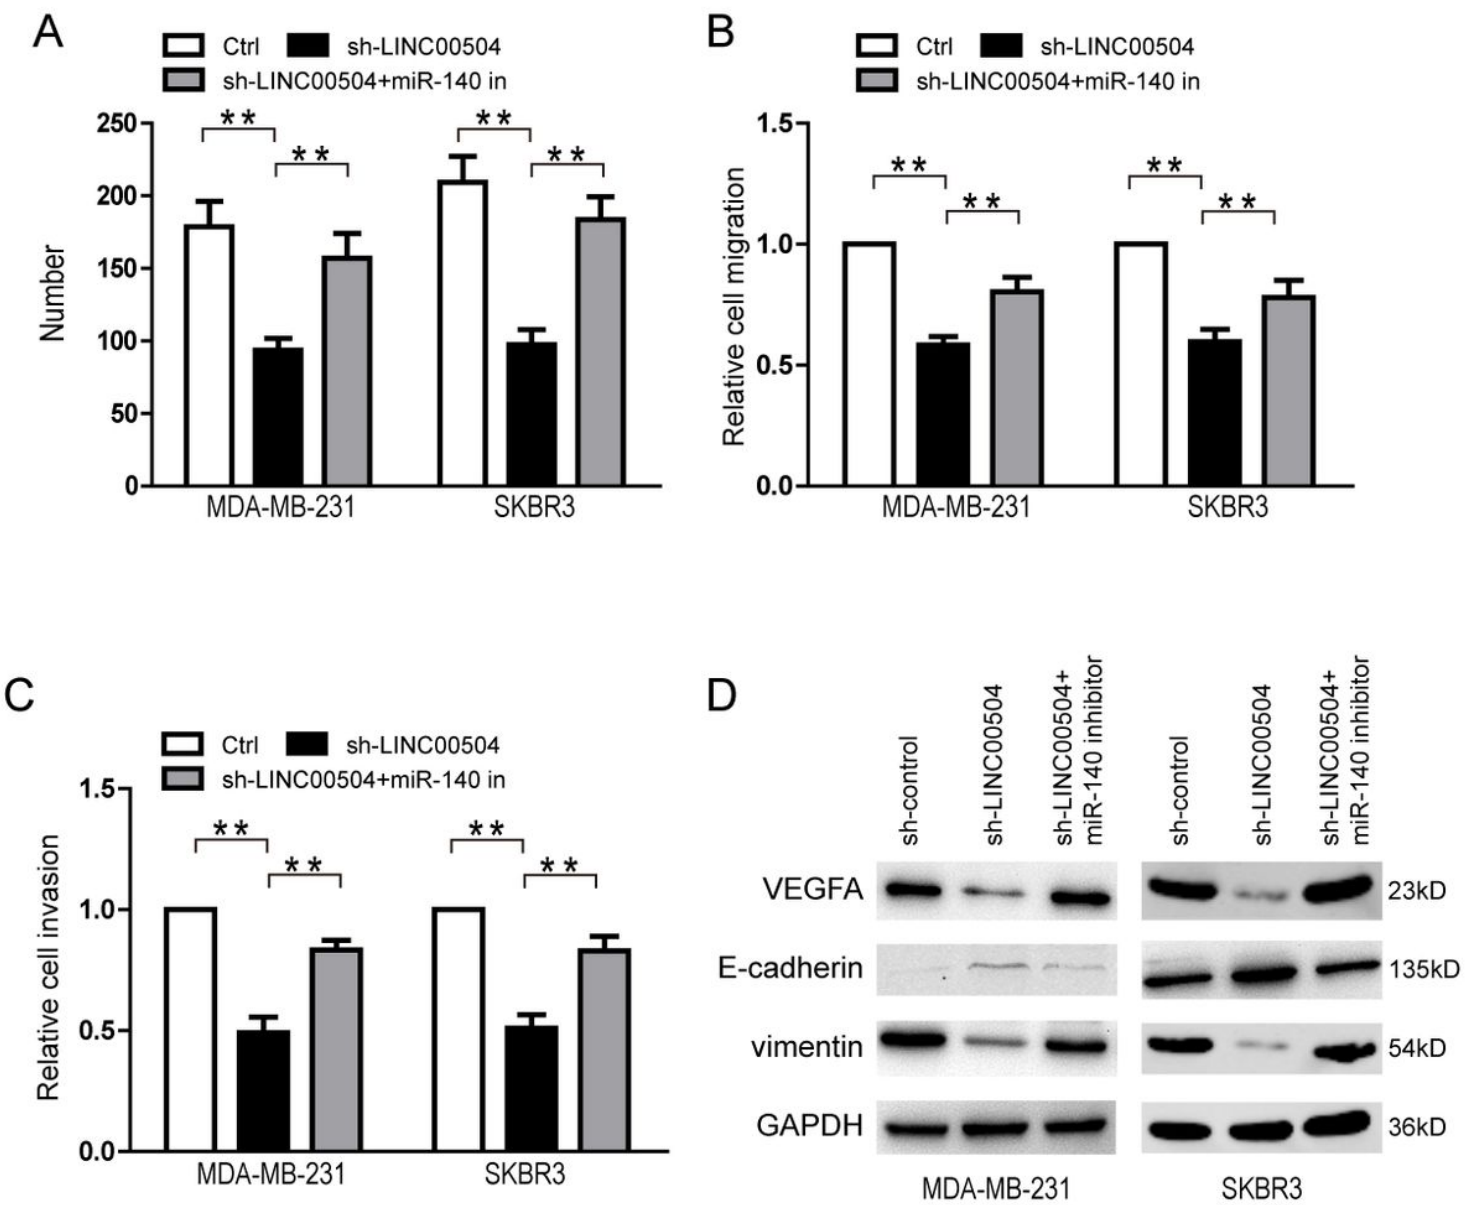 A
Ctrl sh-LINC00504
sh-LINC00504+miR-140 in
Number
250
200
150
100
50
0
** ** ** **
MDA-MB-231 SKBR3
B
Ctrl sh-LINC00504
sh-LINC00504+miR-140 in
Relative cell migration
1.5
1.0
0.5
0.0
** ** ** **
MDA-MB-231 SKBR3
C
Ctrl sh-LINC00504
sh-LINC00504+miR-140 in
Relative cell invasion
1.5
1.0
0.5
0.0
** ** ** **
MDA-MB-231 SKBR3
D
sh-control
sh-LINC00504
sh-LINC00504+
miR-140 inhibitor
sh-control
sh-LINC00504
sh-LINC00504+
miR-140 inhibitor
VEGFA 23kD
E-cadherin 135kD
vimentin 54kD
GAPDH 36kD
MDA-MB-231 SKBR3